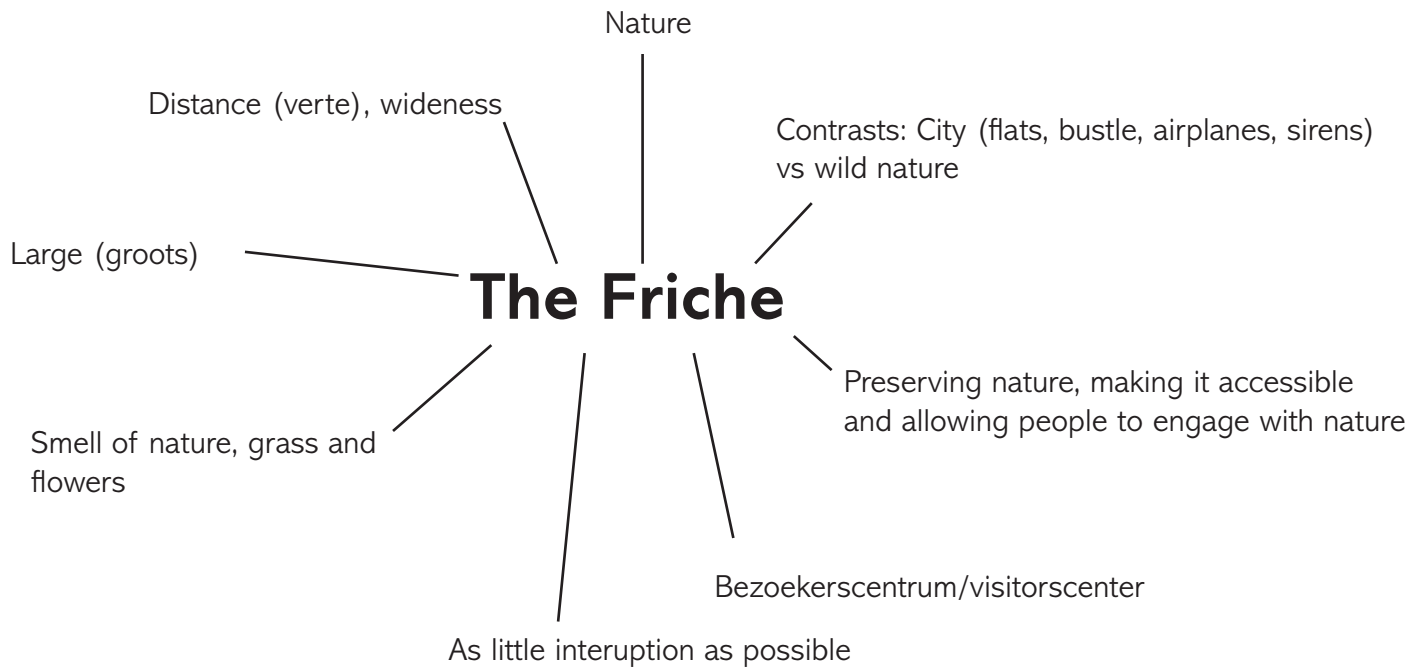 Nature
Distance (verte), wideness
Contrasts: City (flats, bustle, airplanes, sirens)
vs wild nature
Large (groots)
The Friche
Preserving nature, making it accessible
and allowing people to engage with nature
Smell of nature, grass and
flowers
Bezoekerscentrum/visitorscenter
As little interuption as possible